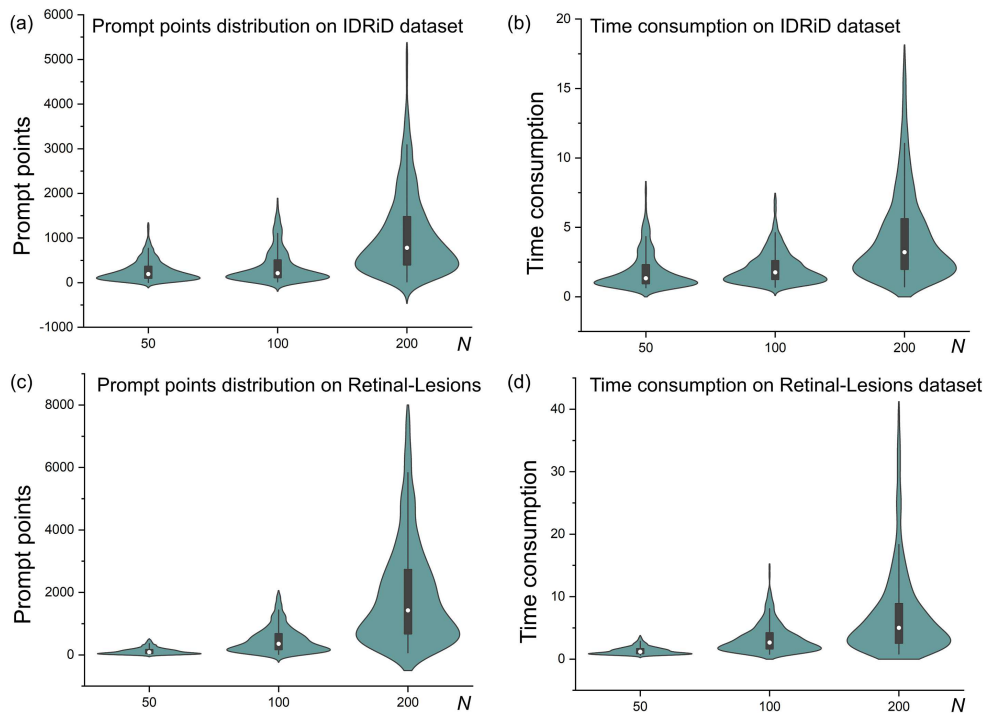 (a) Prompt points distribution on IDRiD dataset
6000
5000
4000
3000
2000
1000
0
-1000
Prompt points
50 100 200 N
(b) Time consumption on IDRiD dataset
20
15
10
5
0
Time consumption
50 100 200 N
(c) Prompt points distribution on Retinal-Lesions
8000
6000
4000
2000
0
Prompt points
50 100 200 N
(d) Time consumption on Retinal-Lesions dataset
40
30
20
10
0
Time consumption
50 100 200 N